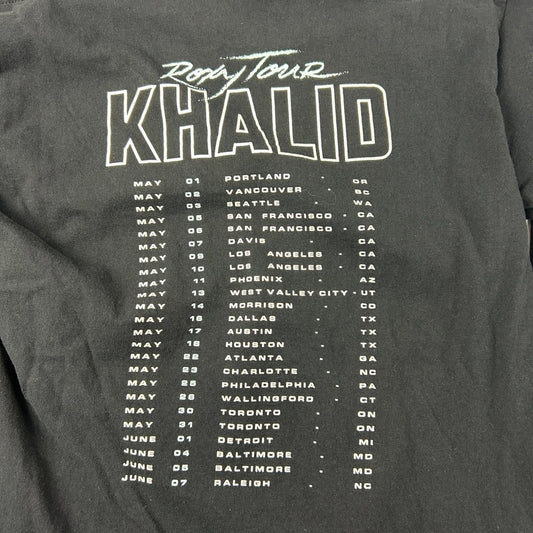 Roxy Tour
KHALID
MAY 01 PORTLAND - OR
MAY 02 VANCOUVER - BC
MAY 03 SEATTLE - WA
MAY 05 SAN FRANCISCO - CA
MAY 06 SAN FRANCISCO - CA
MAY 07 DAVIS - CA
MAY 09 LOS ANGELES - CA
MAY 10 LOS ANGELES - CA
MAY 11 PHOENIX - AZ
MAY 13 WEST VALLEY CITY - UT
MAY 14 MORRISON - CO
MAY 16 DALLAS - TX
MAY 17 AUSTIN - TX
MAY 18 HOUSTON - TX
MAY 22 ATLANTA - GA
MAY 23 CHARLOTTE - NC
MAY 25 PHILADELPHIA - PA
MAY 26 WALLINGFORD - CT
MAY 30 TORONTO - ON
MAY 31 TORONTO - ON
JUNE 01 DETROIT - MI
JUNE 04 BALTIMORE - MD
JUNE 05 BALTIMORE - MD
JUNE 07 RALEIGH - NC